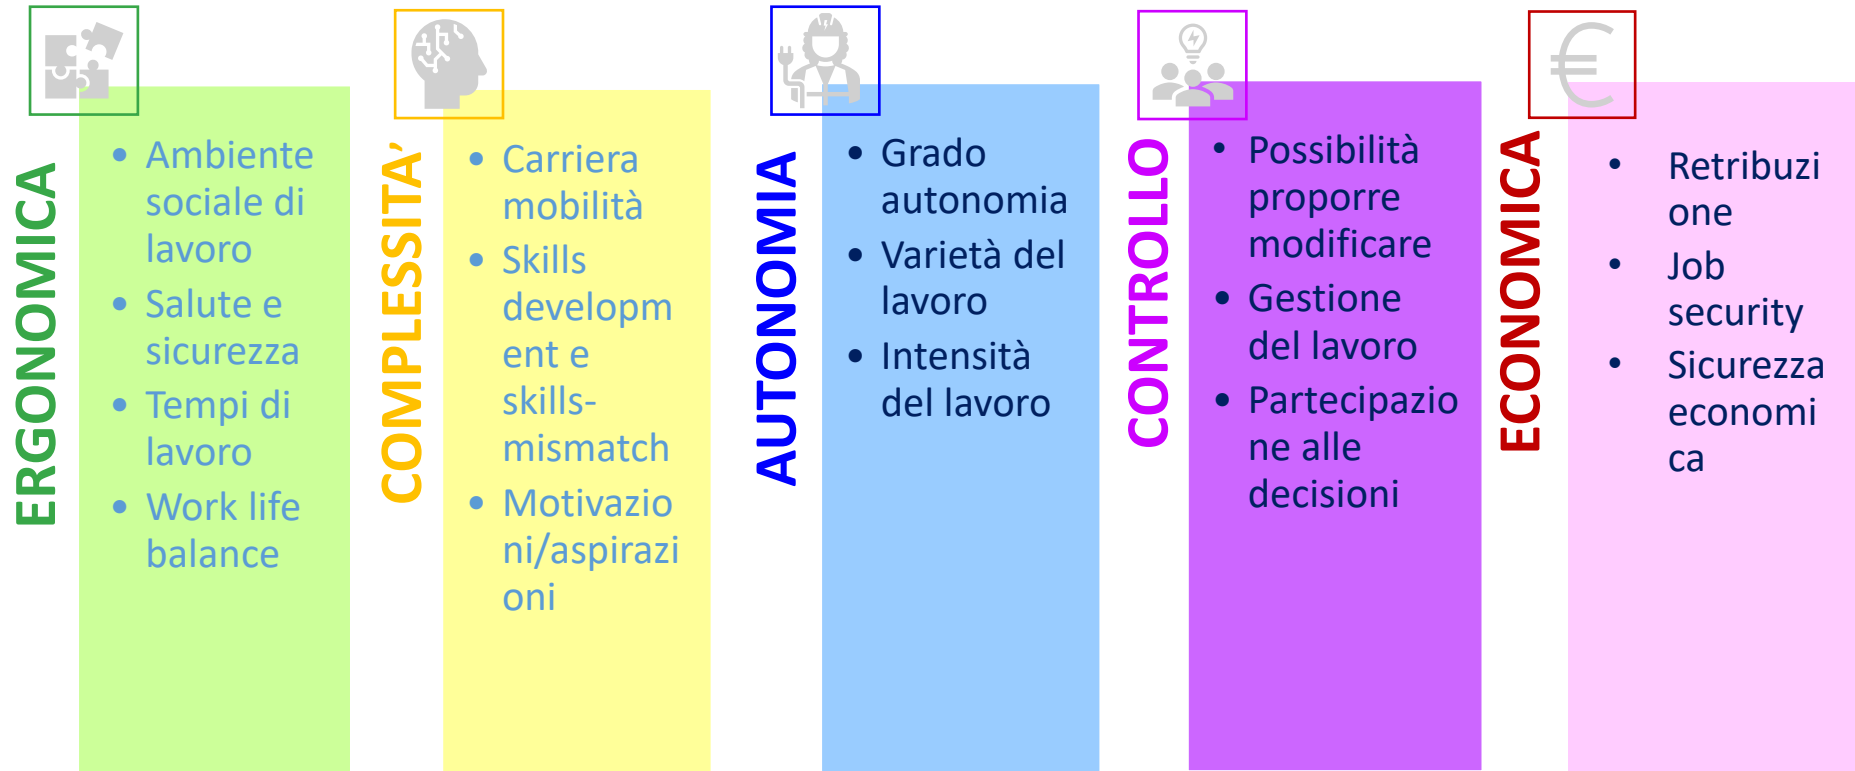 ERGONOMICA
• Ambiente
sociale di
lavoro
• Salute e
sicurezza
• Tempi di
lavoro
• Work life
balance
COMPLESSITA’
• Carriera
mobilità
• Skills
developm
ent e
skills-
mismatch
• Motivazio
ni/aspirazi
oni
AUTONOMIA
• Grado
autonomia
• Varietà del
lavoro
• Intensità
del lavoro
CONTROLLO
• Possibilità
proporre
modificare
• Gestione
del lavoro
• Partecipazio
ne alle
decisioni
ECONOMICA
• Retribuzi
one
• Job
security
• Sicurezza
economi
ca